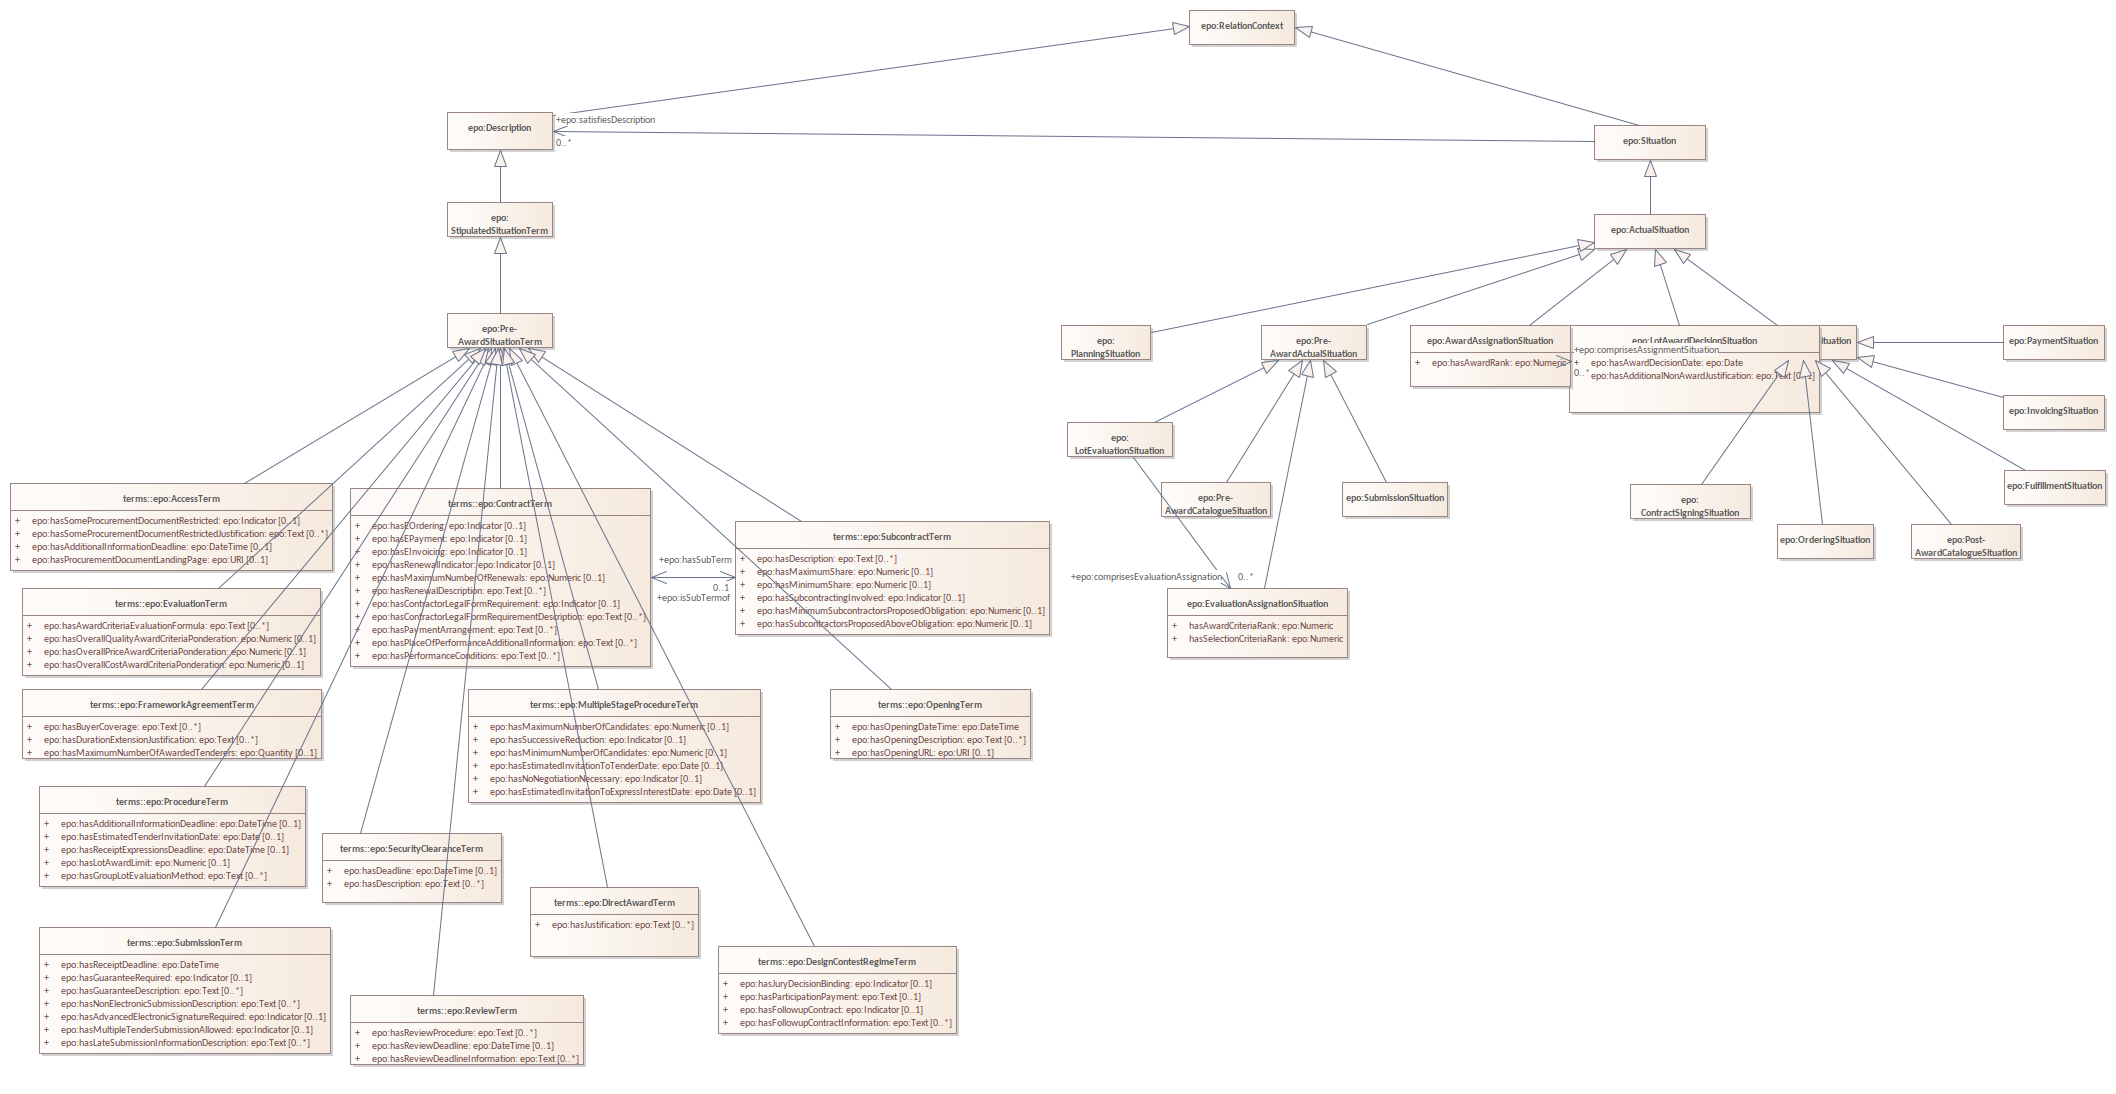 epo:RelationContext
epo:Description
+epo:satisfiesDescription
0..*
epo:Situation
epo:
StipulatedSituationTerm
epo:ActualSituation
epo:Pre-
AwardSituationTerm
epo:
PlanningSituation
epo:Pre-
AwardActualSituation
epo:AwardAssignationSituation
+ epo:hasAwardRank: epo:Numeric
epo:LotAwardDecisionSituation
+epo:comprisesAssignmentSituation
0..*
+ epo:hasAwardDecisionDate: epo:Date
epo:hasAdditionalNonAwardJustification: epo:Text [0..1]
ituation
epo:PaymentSituation
epo:InvoicingSituation
epo:FulfillmentSituation
epo:
LotEvaluationSituation
epo:Pre-
AwardCatalogueSituation
epo:SubmissionSituation
epo:
ContractSigningSituation
epo:OrderingSituation
epo:Post-
AwardCatalogueSituation
+epo:comprisesEvaluationAssignation
0..*
epo:EvaluationAssignationSituation
+ hasAwardCriteriaRank: epo:Numeric
+ hasSelectionCriteriaRank: epo:Numeric
terms::epo:AccessTerm
+ epo:hasSomeProcurementDocumentRestricted: epo:Indicator [0..1]
+ epo:hasSomeProcurementDocumentRestrictedJustification: epo:Text [0..*]
+ epo:hasAdditionalInformationDeadline: epo:DateTime [0..1]
+ epo:hasProcurementDocumentLandingPage: epo:URI [0..1]
terms::epo:ContractTerm
+ epo:hasEOrdering: epo:Indicator [0..1]
+ epo:hasEPayment: epo:Indicator [0..1]
+ epo:hasEInvoicing: epo:Indicator [0..1]
+ epo:hasRenewalIndicator: epo:Indicator [0..1]
+ epo:hasMaximumNumberOfRenewals: epo:Numeric [0..1]
+ epo:hasRenewalDescription: epo:Text [0..*]
+ epo:hasContractorLegalFormRequirement: epo:Indicator [0..1]
+ epo:hasContractorLegalFormRequirementDescription: epo:Text [0..*]
+ epo:hasPaymentArrangement: epo:Text [0..*]
+ epo:hasPlaceOfPerformanceAdditionalInformation: epo:Text [0..*]
+ epo:hasPerformanceConditions: epo:Text [0..*]
+epo:hasSubTerm
0..1
+epo:isSubTermof
terms::epo:SubcontractTerm
+ epo:hasDescription: epo:Text [0..*]
+ epo:hasMaximumShare: epo:Numeric [0..1]
+ epo:hasMinimumShare: epo:Numeric [0..1]
+ epo:hasSubcontractingInvolved: epo:Indicator [0..1]
+ epo:hasMinimumSubcontractorsProposedObligation: epo:Numeric [0..1]
+ epo:hasSubcontractorsProposedAboveObligation: epo:Numeric [0..1]
terms::epo:EvaluationTerm
+ epo:hasAwardCriteriaEvaluationFormula: epo:Text [0..*]
+ epo:hasOverallQualityAwardCriteriaPonderation: epo:Numeric [0..1]
+ epo:hasOverallPriceAwardCriteriaPonderation: epo:Numeric [0..1]
+ epo:hasOverallCostAwardCriteriaPonderation: epo:Numeric [0..1]
terms::epo:FrameworkAgreementTerm
+ epo:hasBuyerCoverage: epo:Text [0..*]
+ epo:hasDurationExtensionJustification: epo:Text [0..*]
+ epo:hasMaximumNumberOfAwardedTenderers: epo:Quantity [0..1]
terms::epo:MultipleStageProcedureTerm
+ epo:hasMaximumNumberOfCandidates: epo:Numeric [0..1]
+ epo:hasSuccessiveReduction: epo:Indicator [0..1]
+ epo:hasMinimumNumberOfCandidates: epo:Numeric [0..1]
+ epo:hasEstimatedInvitationToTenderDate: epo:Date [0..1]
+ epo:hasNoNegotiationNecessary: epo:Indicator [0..1]
+ epo:hasEstimatedInvitationToExpressInterestDate: epo:Date [0..1]
terms::epo:OpeningTerm
+ epo:hasOpeningDateTime: epo:DateTime
+ epo:hasOpeningDescription: epo:Text [0..*]
+ epo:hasOpeningURL: epo:URI [0..1]
terms::epo:ProcedureTerm
+ epo:hasAdditionalInformationDeadline: epo:DateTime [0..1]
+ epo:hasEstimatedTenderInvitationDate: epo:Date [0..1]
+ epo:hasReceiptExpressionsDeadline: epo:DateTime [0..1]
+ epo:hasLotAwardLimit: epo:Numeric [0..1]
+ epo:hasGroupLotEvaluationMethod: epo:Text [0..*]
terms::epo:SecurityClearanceTerm
+ epo:hasDeadline: epo:DateTime [0..1]
+ epo:hasDescription: epo:Text [0..*]
terms::epo:DirectAwardTerm
+ epo:hasJustification: epo:Text [0..*]
terms::epo:SubmissionTerm
+ epo:hasReceiptDeadline: epo:DateTime
+ epo:hasGuaranteeRequired: epo:Indicator [0..1]
+ epo:hasGuaranteeDescription: epo:Text [0..*]
+ epo:hasNonElectronicSubmissionDescription: epo:Text [0..*]
+ epo:hasAdvancedElectronicSignatureRequired: epo:Indicator [0..1]
+ epo:hasMultipleTenderSubmissionAllowed: epo:Indicator [0..1]
+ epo:hasLateSubmissionInformationDescription: epo:Text [0..*]
terms::epo:ReviewTerm
+ epo:hasReviewProcedure: epo:Text [0..*]
+ epo:hasReviewDeadline: epo:DateTime [0..1]
+ epo:hasReviewDeadlineInformation: epo:Text [0..*]
terms::epo:DesignContestRegimeTerm
+ epo:hasJuryDecisionBinding: epo:Indicator [0..1]
+ epo:hasParticipationPayment: epo:Text [0..1]
+ epo:hasFollowupContract: epo:Indicator [0..1]
+ epo:hasFollowupContractInformation: epo:Text [0..*]